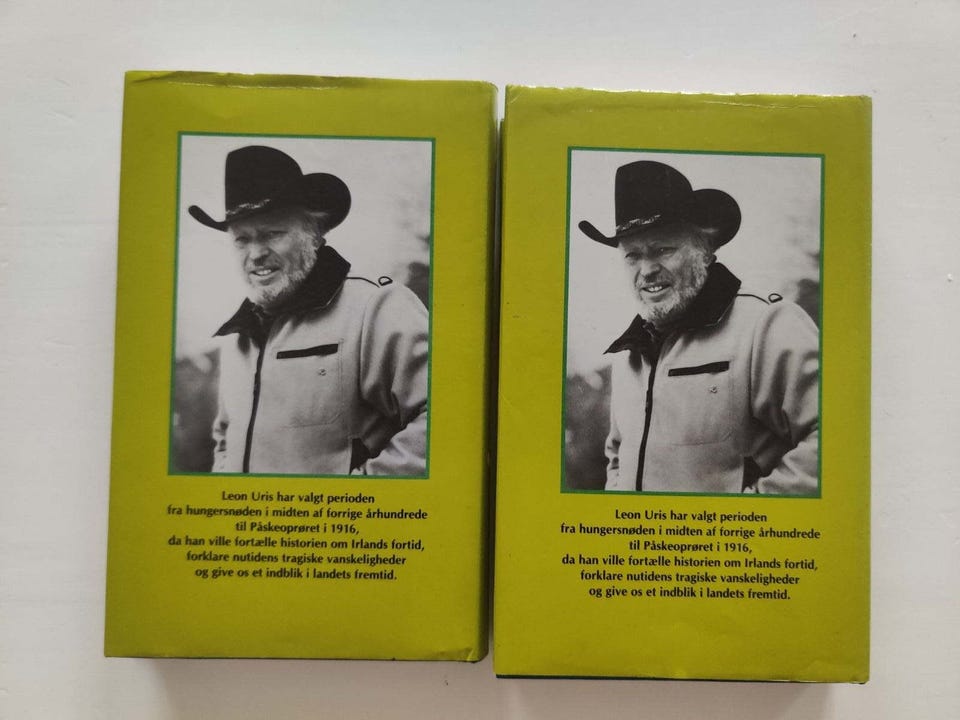 Leon Uris har valgt perioden
fra hungersnøden i midten af forrige århundrede
til Påskeoprøret i 1916,
da han ville fortælle historien om Irlands fortid,
forklare nutidens tragiske vanskeligheder
og give os et indblik i landets fremtid.
Leon Uris har valgt perioden
fra hungersnøden i midten af forrige århundrede
til Påskeoprøret i 1916,
da han ville fortælle historien om Irlands fortid,
forklare nutidens tragiske vanskeligheder
og give os et indblik i landets fremtid.